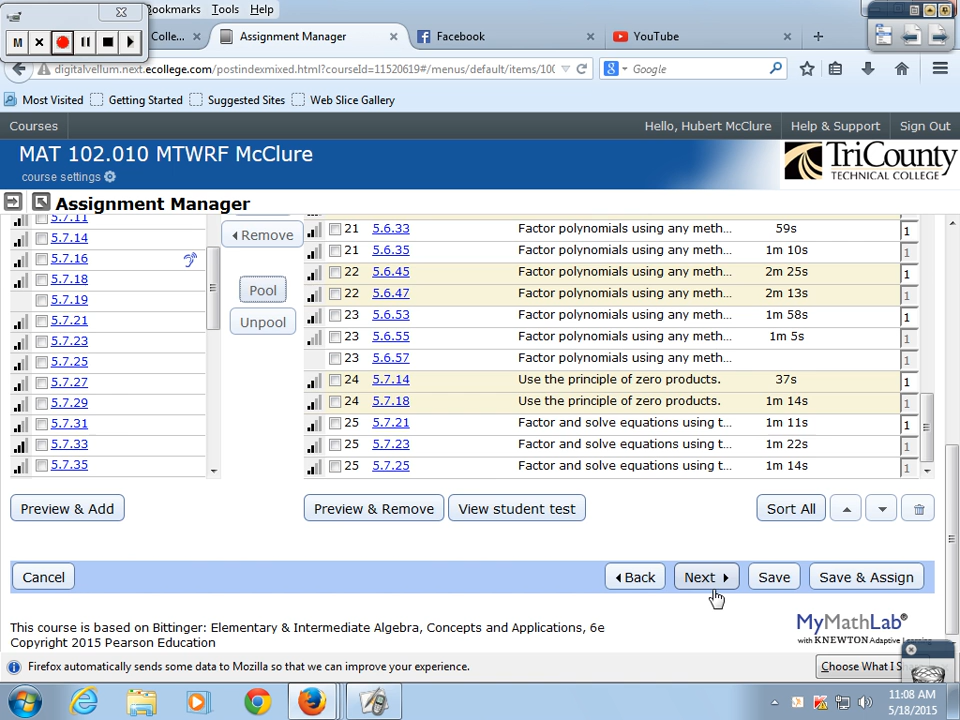 Bookmarks Tools Help
M
Colle... Assignment Manager Facebook YouTube
digitalvellum.next.ecollege.com/postindexmixed.html?courseId=11520619#/menus/default/items/100 Google
Most Visited Getting Started Suggested Sites Web Slice Gallery
Courses Hello, Hubert McClure Help & Support Sign Out
MAT 102.010 MTWRF McClure
course settings
TriCounty
TECHNICAL COLLEGE
Assignment Manager
5.7.11
5.7.14
5.7.16
5.7.18
5.7.19
5.7.21
5.7.23
5.7.25
5.7.27
5.7.29
5.7.31
5.7.33
5.7.35
Remove
Pool
Unpool
21 5.6.33 Factor polynomials using any meth... 59s 1
21 5.6.35 Factor polynomials using any meth... 1m 10s 1
22 5.6.45 Factor polynomials using any meth... 2m 25s 1
22 5.6.47 Factor polynomials using any meth... 2m 13s 1
23 5.6.53 Factor polynomials using any meth... 1m 58s 1
23 5.6.55 Factor polynomials using any meth... 1m 5s 1
23 5.6.57 Factor polynomials using any meth... 1
24 5.7.14 Use the principle of zero products. 37s 1
24 5.7.18 Use the principle of zero products. 1m 14s 1
25 5.7.21 Factor and solve equations using t... 1m 11s 1
25 5.7.23 Factor and solve equations using t... 1m 22s 1
25 5.7.25 Factor and solve equations using t... 1m 14s 1
Preview & Add Preview & Remove View student test Sort All
Cancel Back Next Save Save & Assign
This course is based on Bittinger: Elementary & Intermediate Algebra, Concepts and Applications, 6e
Copyright 2015 Pearson Education
MyMathLab®
with KNEWTON Adaptive
Firefox automatically sends some data to Mozilla so that we can improve your experience. Choose What I
11:08 AM
5/18/2015